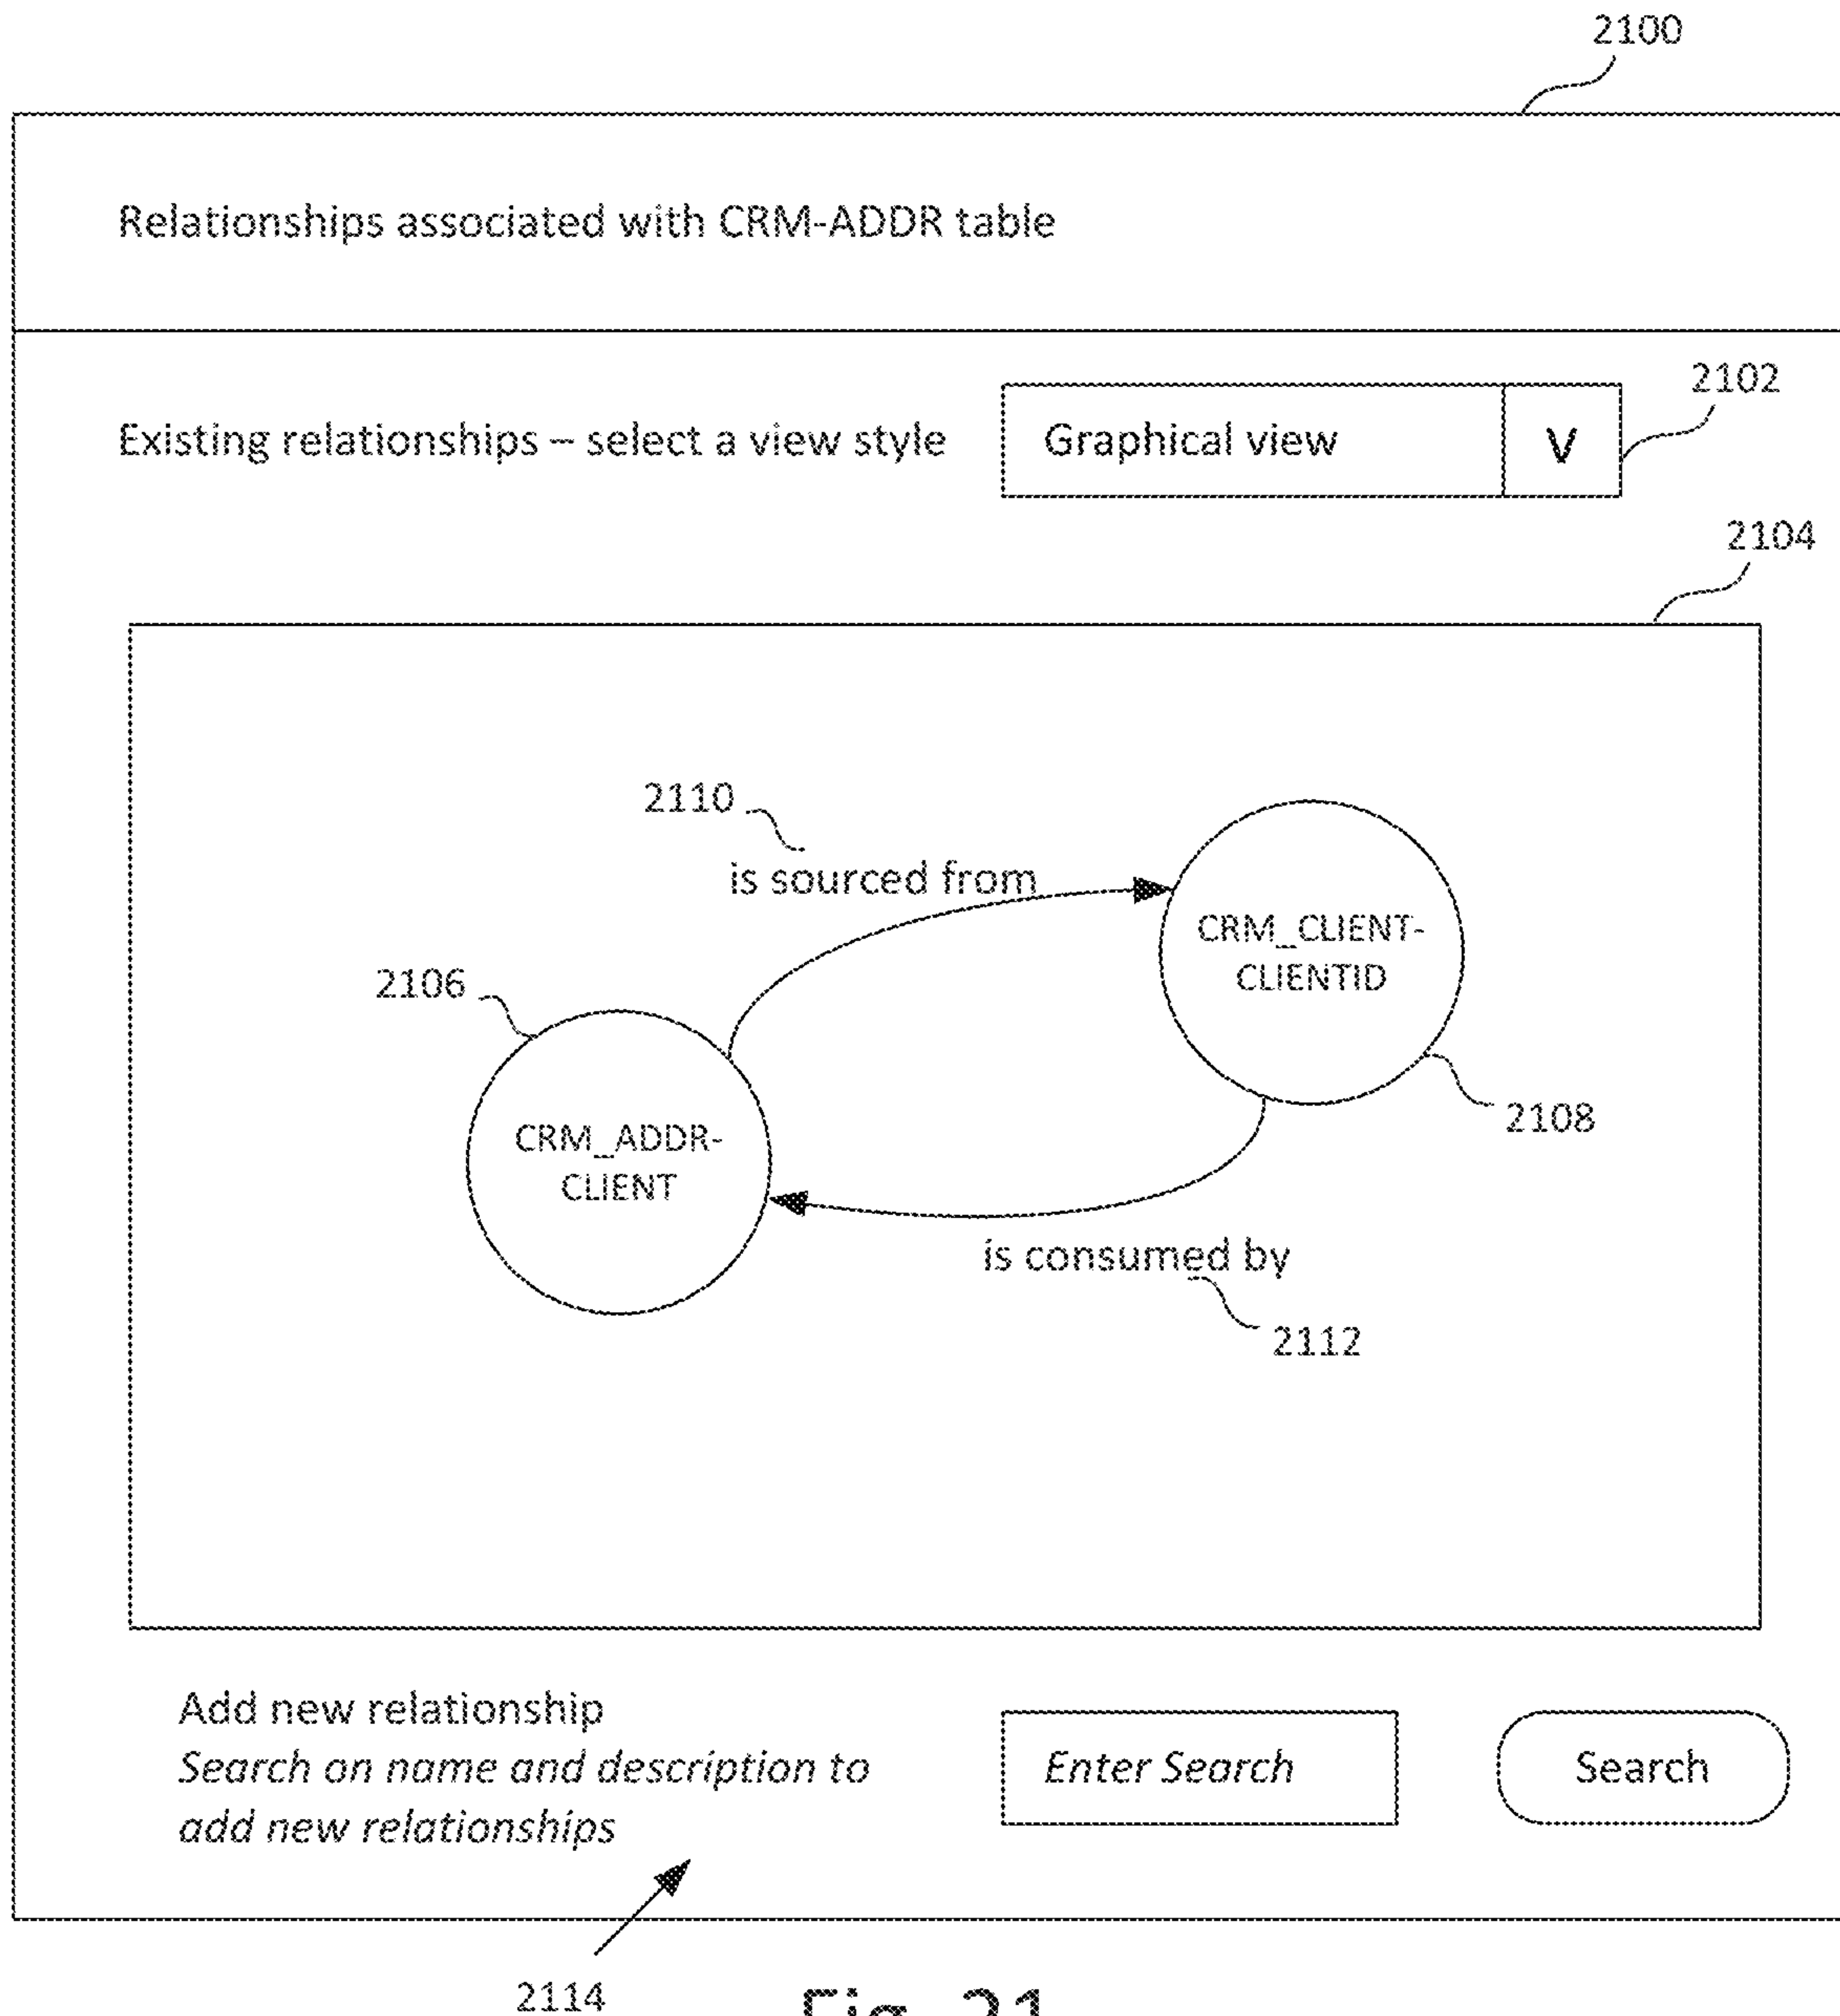 2100
Relationships associated with CRM-ADDR table
2102
Existing relationships – select a view style
Graphical view
V
2104
2110
is sourced from
CRM_CLIENT-
CLIENTID
2106
2108
CRM_ADDR-
CLIENT
is consumed by
2112
Add new relationship
Search on name and description to
add new relationships
Enter Search
Search
2114
Fig. 21